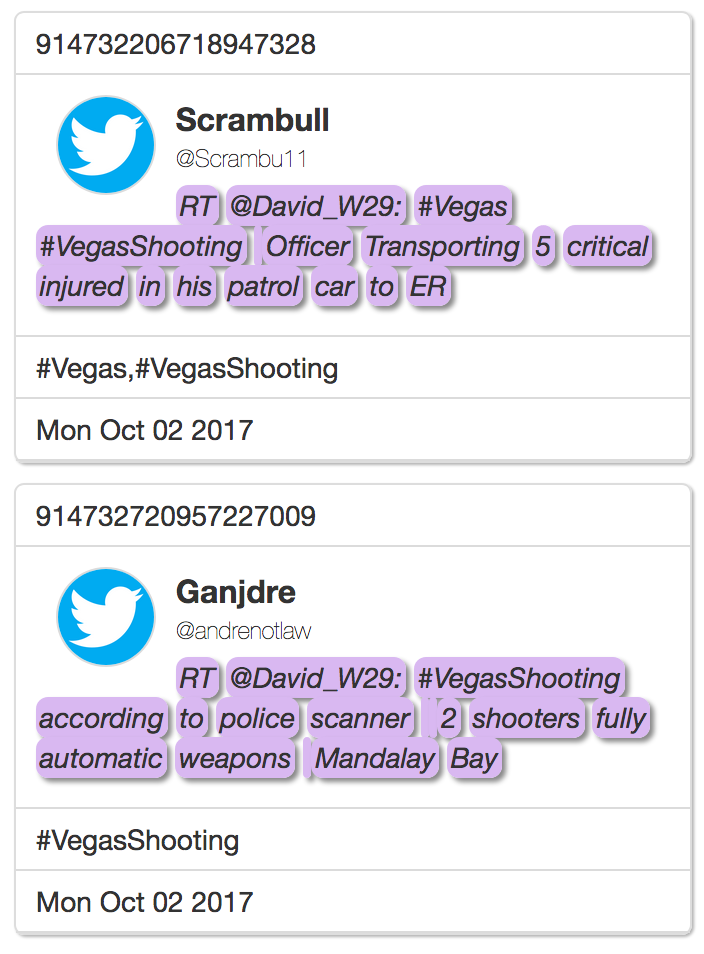 914732206718947328
Scrambull
@Scrambu11
RT @David_W29: #Vegas
#VegasShooting Officer Transporting 5 critical
injured in his patrol car to ER
#Vegas,#VegasShooting
Mon Oct 02 2017
914732720957227009
Ganjdre
@andrenotlaw
RT @David_W29: #VegasShooting
according to police scanner 2 shooters fully
automatic weapons Mandalay Bay
#VegasShooting
Mon Oct 02 2017